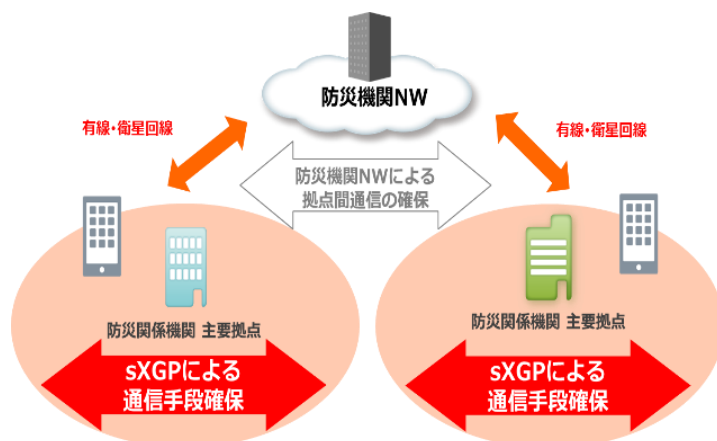 防災機関NW
有線・衛星回線
有線・衛星回線
防災機関NWによる
拠点間通信の確保
防災関係機関 主要拠点
防災関係機関 主要拠点
sXGPによる
通信手段確保
sXGPによる
通信手段確保